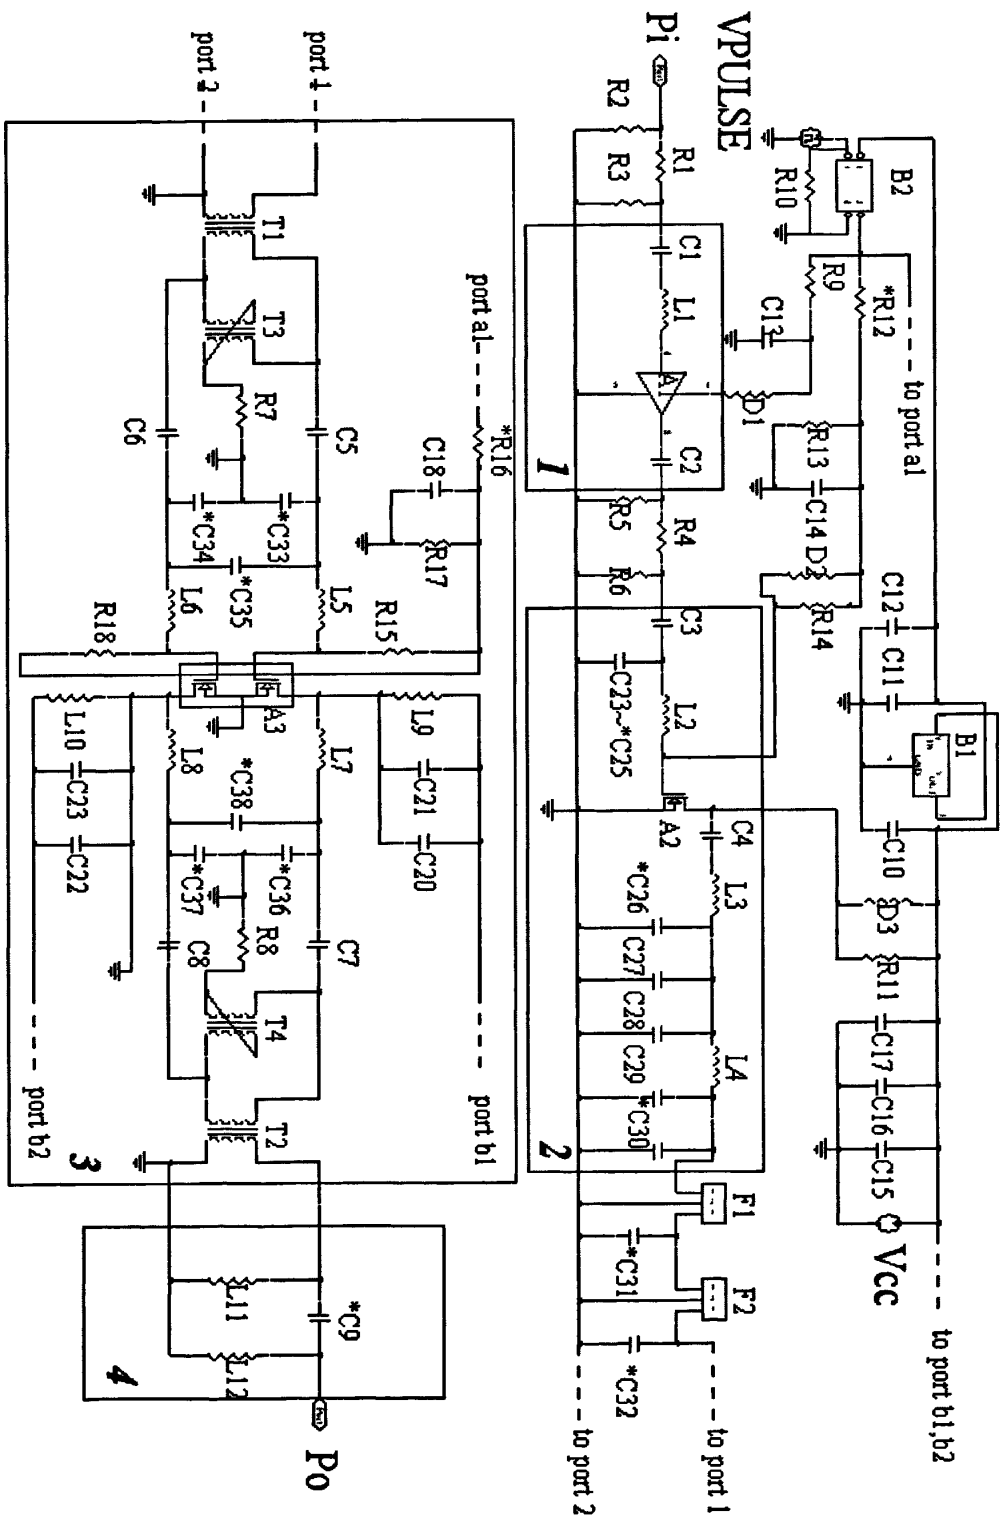 VPULSE
B2
R10
R9
*R12
to port a1
C13
D1
R13
C14
D2
R14
C12
C11
B1
C10
D3
R11
C17
C16
C15
Vcc
to port b1,b2
Pi
R2
R1
R3
C1
L1
A1
C2
1
R5
R4
R6
C3
C23~*C25
L2
A2
C4
L3
*C26
C27
C28
C29
L4
*C30
2
F1
*C31
F2
*C32
to port 1
to port 2
port 1
port 2
T1
T3
R7
C5
C6
*C33
*C34
*C35
L5
L6
port a1
*R16
C18
R17
R15
R18
A3
L9
L10
C21
C20
C23
C22
L7
L8
*C38
*C36
*C37
R8
C7
C8
T4
T2
port b1
port b2
3
L11
*C9
L12
4
Po